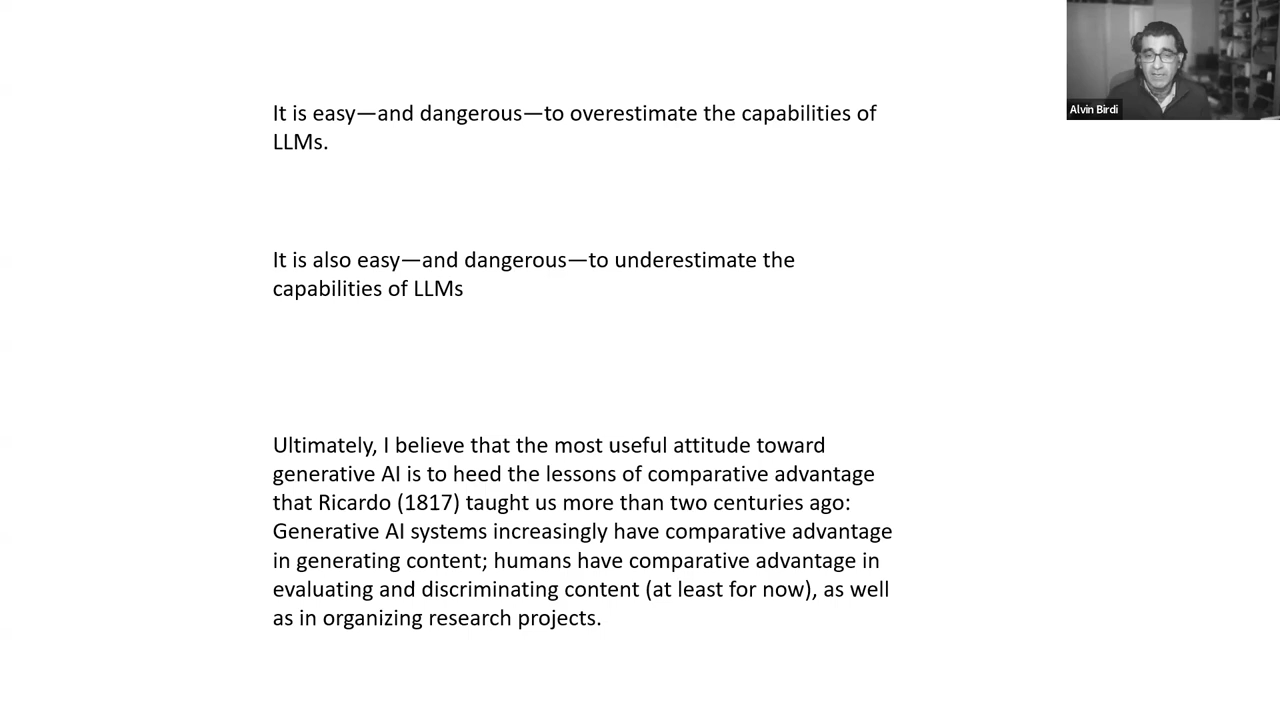 It is easy—and dangerous—to overestimate the capabilities of
LLMs.
It is also easy—and dangerous—to underestimate the
capabilities of LLMs
Ultimately, I believe that the most useful attitude toward
generative AI is to heed the lessons of comparative advantage
that Ricardo (1817) taught us more than two centuries ago:
Generative AI systems increasingly have comparative advantage
in generating content; humans have comparative advantage in
evaluating and discriminating content (at least for now), as well
as in organizing research projects.
Alvin Birdi